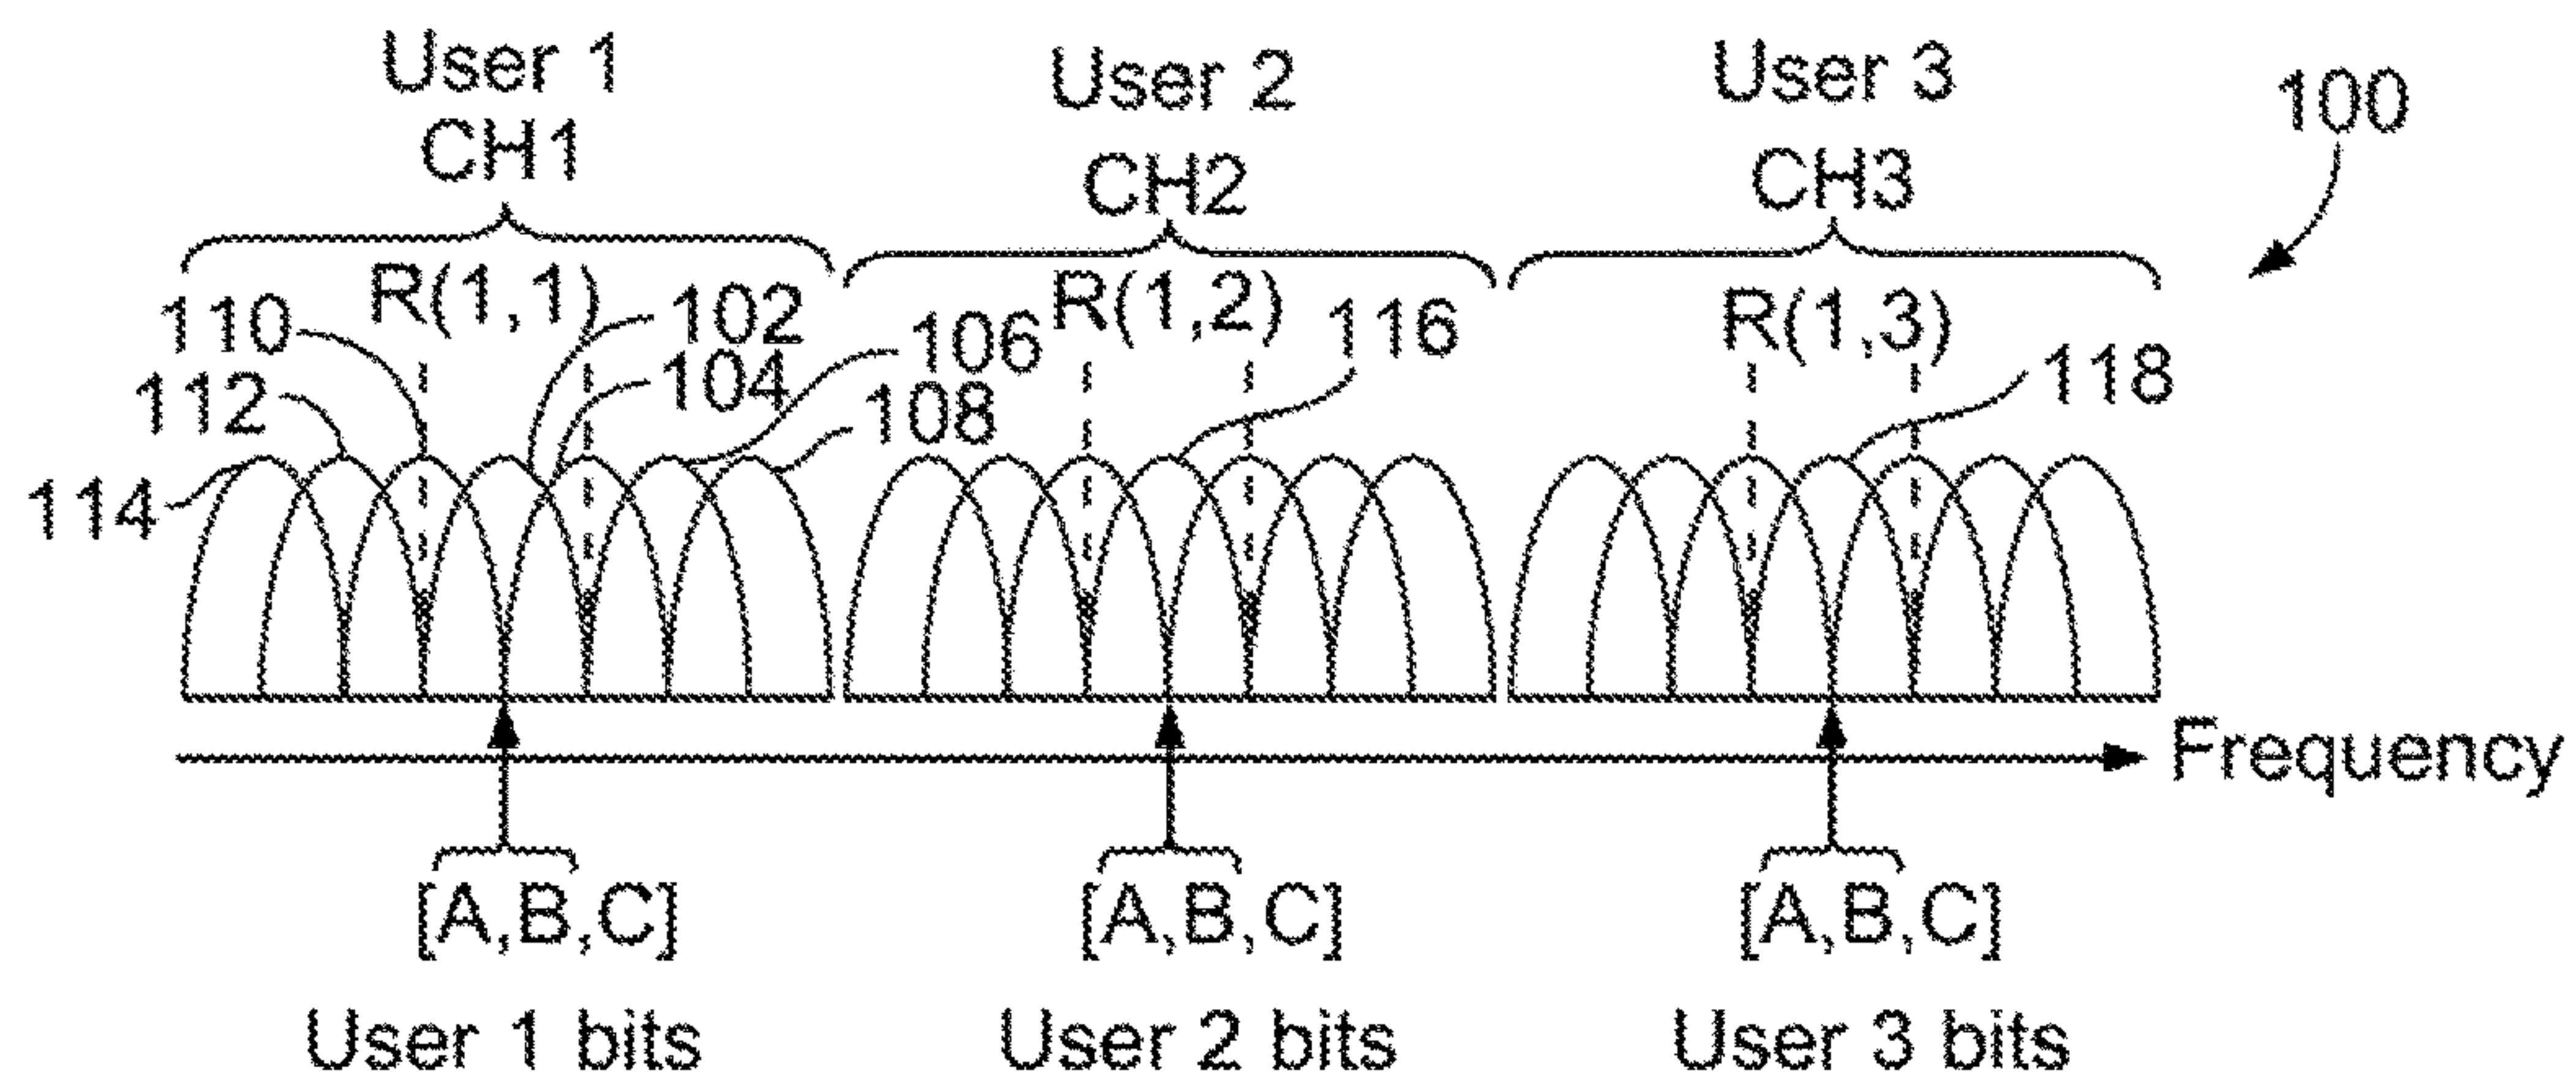 User 1
CH1
User 2
CH2
User 3
CH3
100
R(1,1)
R(1,2)
R(1,3)
110
102
106
116
118
112
104
108
114
Frequency
[A,B,C]
[A,B,C]
[A,B,C]
User 1 bits
User 2 bits
User 3 bits